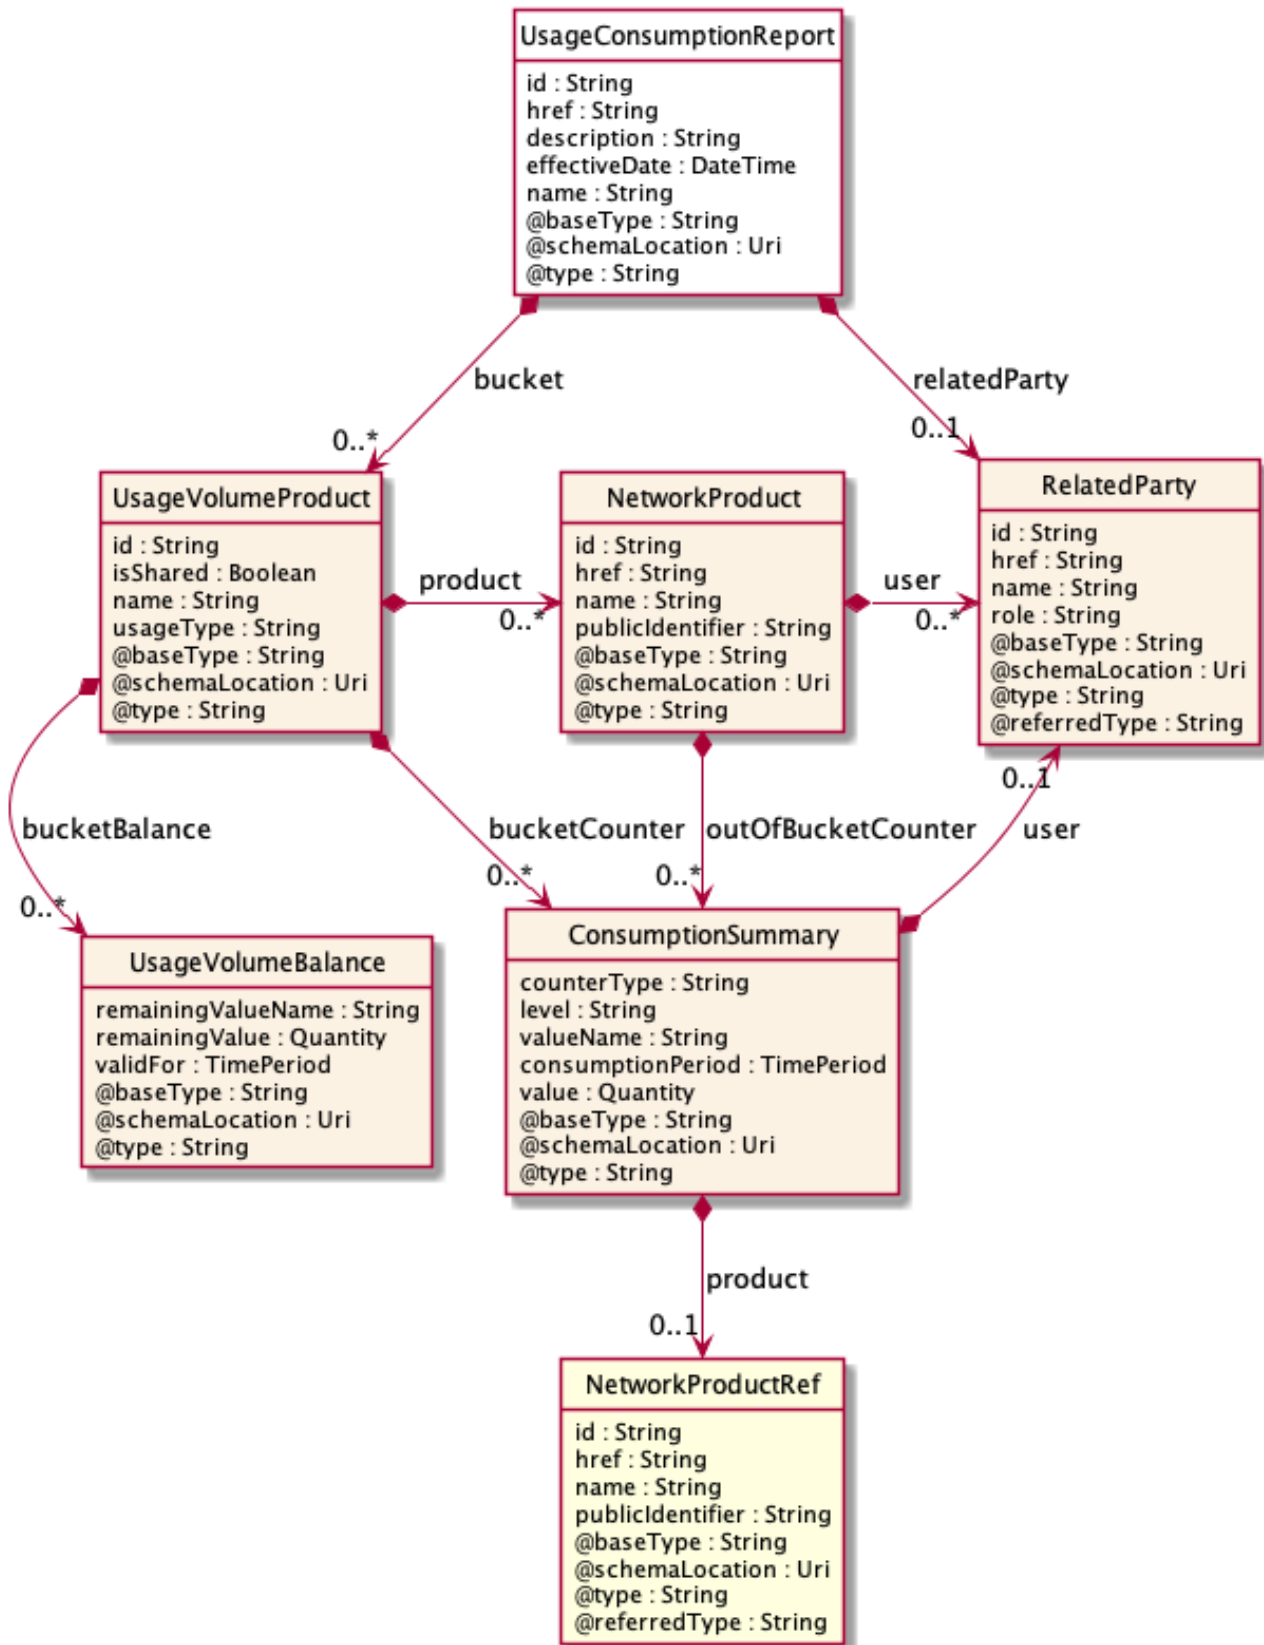 UsageConsumptionReport
id : String
href : String
description : String
effectiveDate : DateTime
name : String
@baseType : String
@schemaLocation : Uri
@type : String
bucket
relatedParty
0..*
0..1
UsageVolumeProduct
id : String
isShared : Boolean
name : String
usageType : String
@baseType : String
@schemaLocation : Uri
@type : String
product
0..*
NetworkProduct
id : String
href : String
name : String
publicIdentifier : String
@baseType : String
@schemaLocation : Uri
@type : String
user
0..*
RelatedParty
id : String
href : String
name : String
role : String
@baseType : String
@schemaLocation : Uri
@type : String
@referredType : String
bucketBalance
0..*
bucketCounter
0..*
outOfBucketCounter
0..*
0..1
user
UsageVolumeBalance
remainingValueName : String
remainingValue : Quantity
validFor : TimePeriod
@baseType : String
@schemaLocation : Uri
@type : String
ConsumptionSummary
counterType : String
level : String
valueName : String
consumptionPeriod : TimePeriod
value : Quantity
@baseType : String
@schemaLocation : Uri
@type : String
product
0..1
NetworkProductRef
id : String
href : String
name : String
publicIdentifier : String
@baseType : String
@schemaLocation : Uri
@type : String
@referredType : String